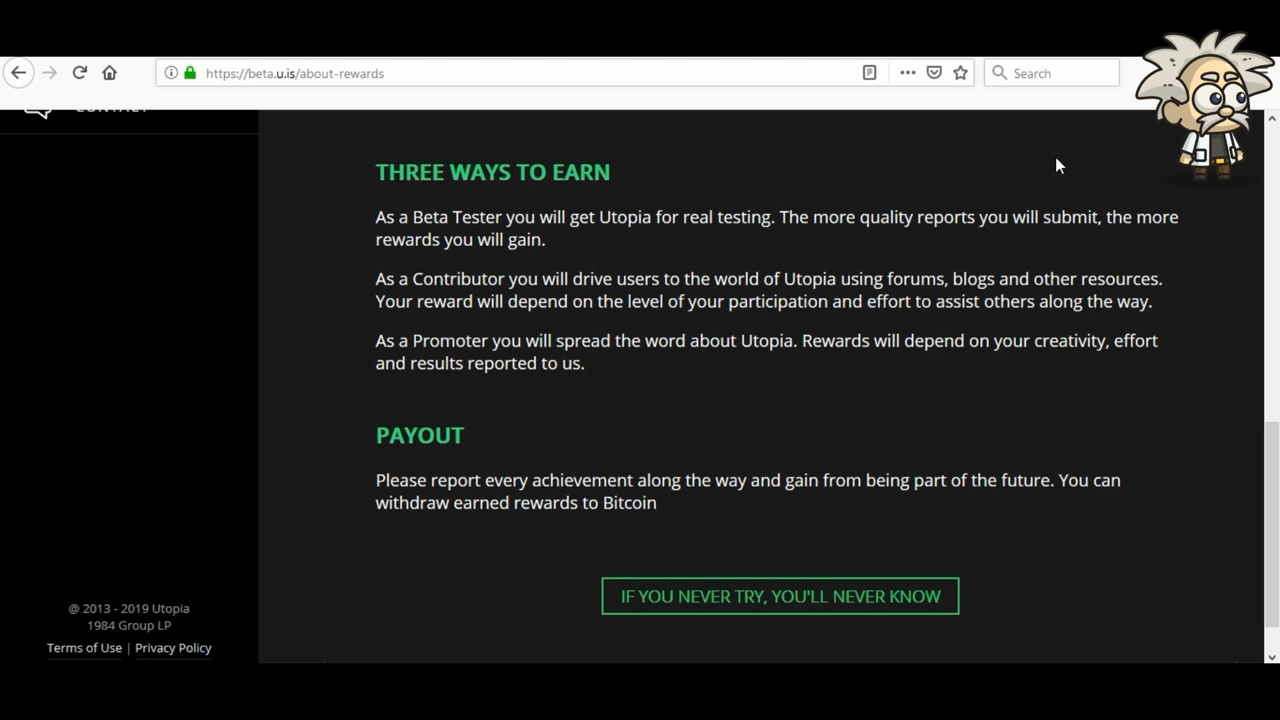 https://beta.u.is/about-rewards
Search
CONTACT
THREE WAYS TO EARN
As a Beta Tester you will get Utopia for real testing. The more quality reports you will submit, the more
rewards you will gain.
As a Contributor you will drive users to the world of Utopia using forums, blogs and other resources.
Your reward will depend on the level of your participation and effort to assist others along the way.
As a Promoter you will spread the word about Utopia. Rewards will depend on your creativity, effort
and results reported to us.
PAYOUT
Please report every achievement along the way and gain from being part of the future. You can
withdraw earned rewards to Bitcoin
IF YOU NEVER TRY, YOU'LL NEVER KNOW
@ 2013 - 2019 Utopia
1984 Group LP
Terms of Use | Privacy Policy